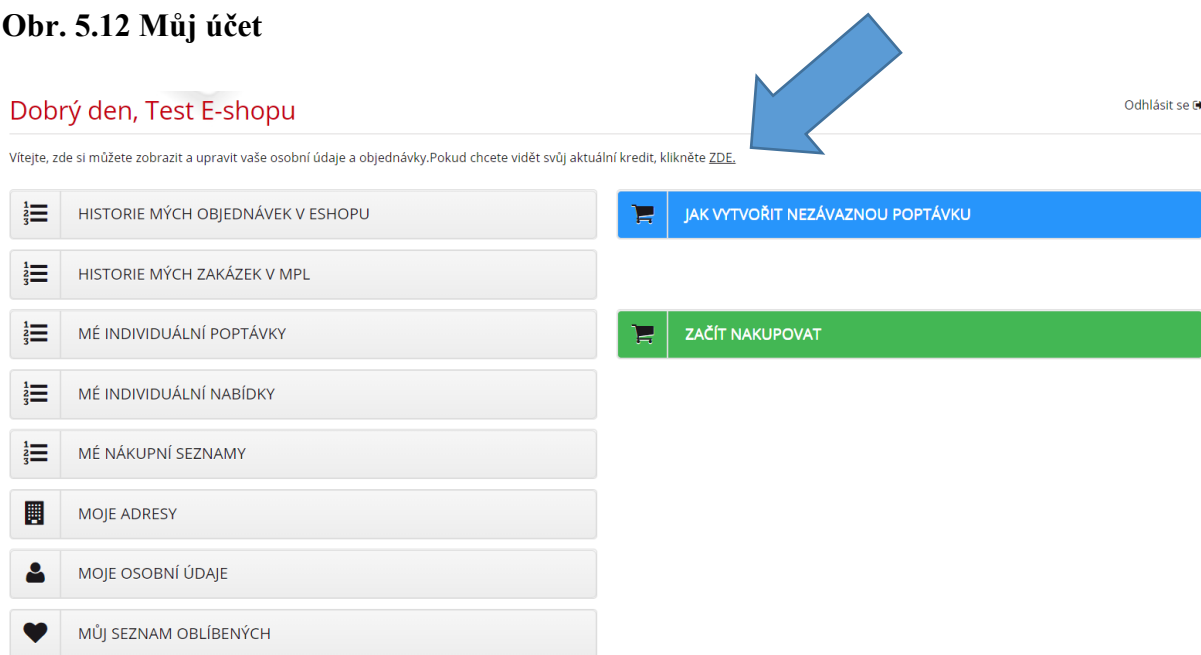 Obr. 5.12 Můj účet
Dobrý den, Test E-shopu
Odhlásit se
Vítejte, zde si můžete zobrazit a upravit vaše osobní údaje a objednávky.Pokud chcete vidět svůj aktuální kredit, klikněte ZDE.
HISTORIE MÝCH OBJEDNÁVEK V ESHOPU
JAK VYTVOŘIT NEZÁVAZNOU POPTÁVKU
HISTORIE MÝCH ZAKÁZEK V MPL
MÉ INDIVIDUÁLNÍ POPTÁVKY
ZAČÍT NAKUPOVAT
MÉ INDIVIDUÁLNÍ NABÍDKY
MÉ NÁKUPNÍ SEZNAMY
MOJE ADRESY
MOJE OSOBNÍ ÚDAJE
MŮJ SEZNAM OBLÍBENÝCH